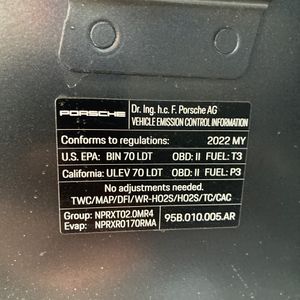 PORSCHE
Dr. Ing. h.c. F. Porsche AG
VEHICLE EMISSION CONTROL INFORMATION
Conforms to regulations: 2022 MY
U.S. EPA: BIN 70 LDT OBD: II FUEL: T3
California: ULEV 70 LDT OBD: II FUEL: P3
No adjustments needed.
TWC/MAP/DFI/WR-HO2S/HO2S/TC/CAC
Group: NPRXT02.0MR4
Evap: NPRXR0170RMA 95B.010.005.AR